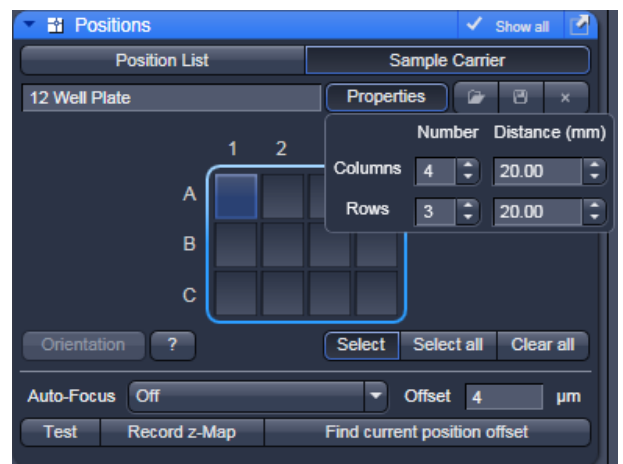 Positions Show all
Position List Sample Carrier
12 Well Plate Properties ×
Number Distance (mm)
1 2
Columns 4 20.00
A
Rows 3 20.00
B
C
Orientation ? Select Select all Clear all
Auto-Focus Off Offset 4 µm
Test Record z-Map Find current position offset